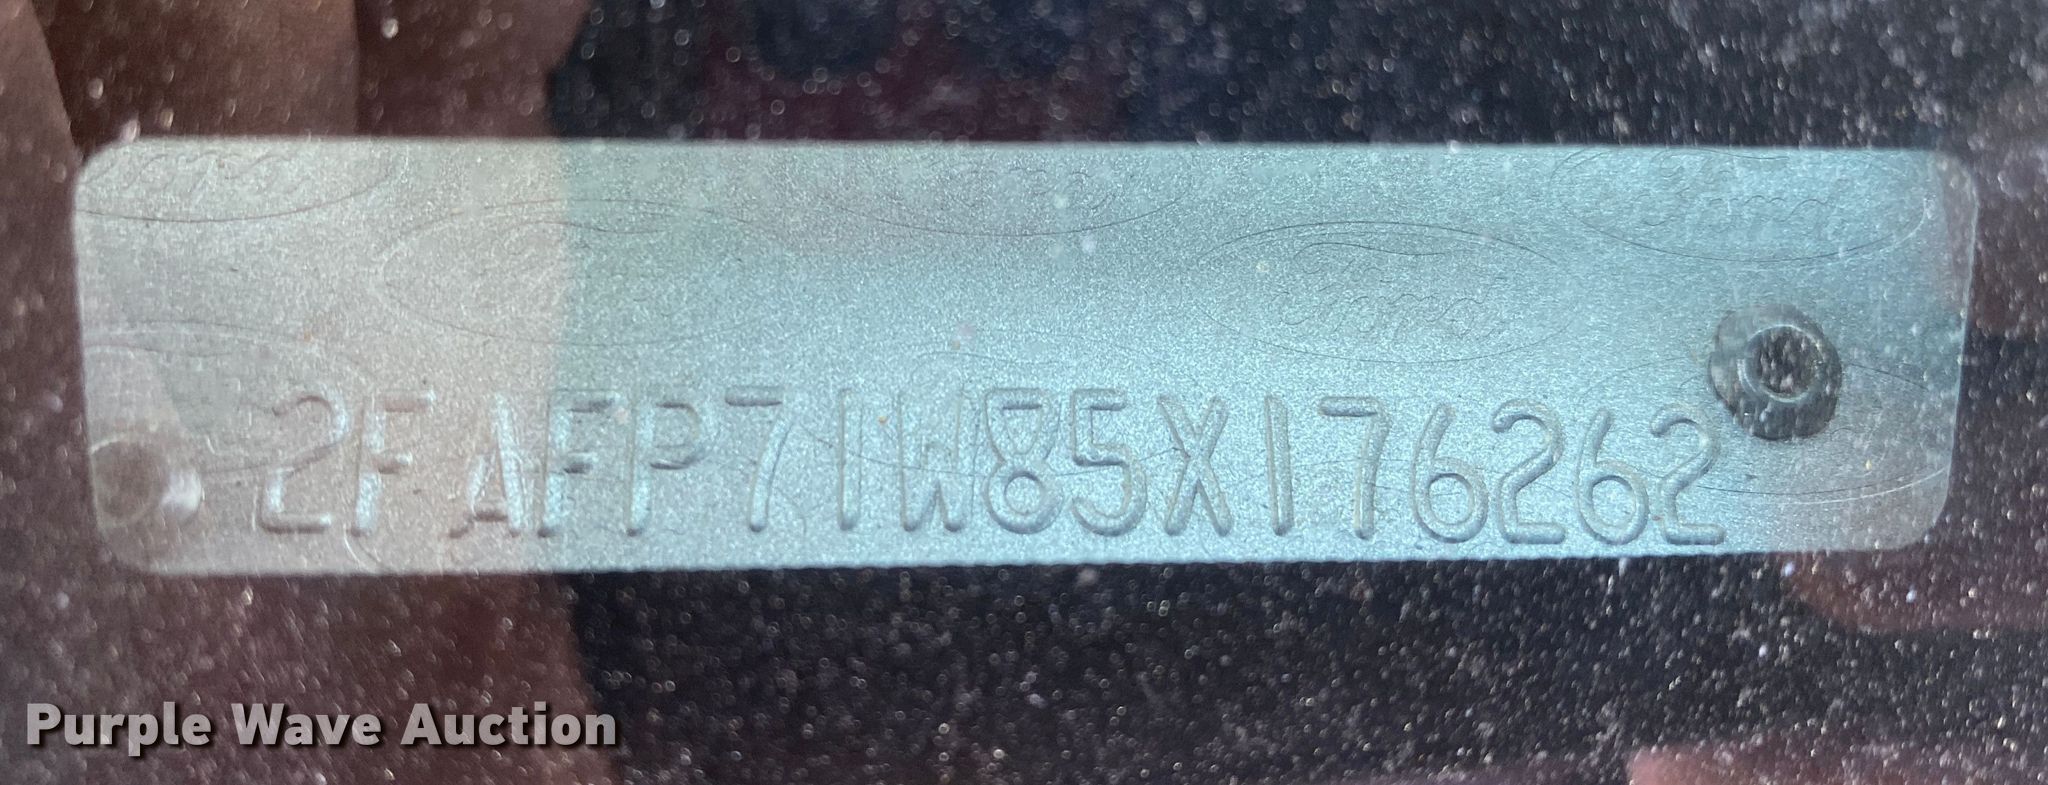 2FAFP71W85X176262
Purple Wave Auction